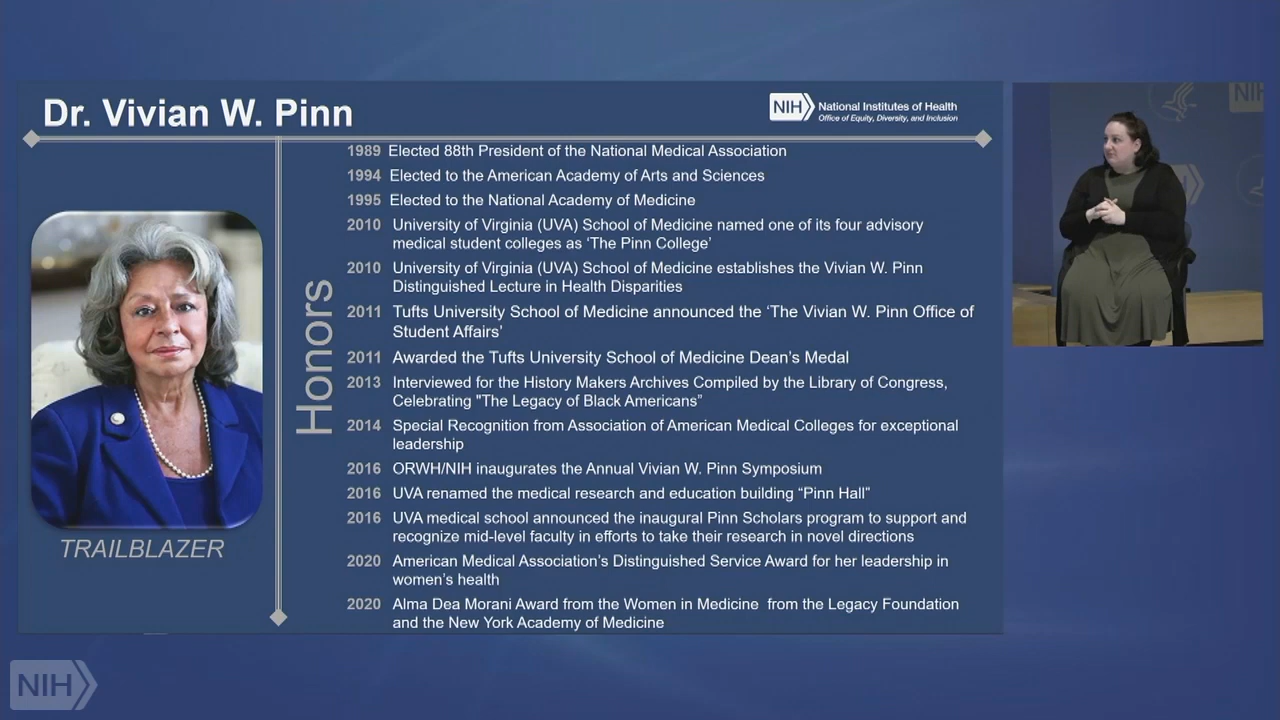 Dr. Vivian W. Pinn
NIH
National Institutes of Health
Office of Equity, Diversity, and Inclusion
1989 Elected 88th President of the National Medical Association
1994 Elected to the American Academy of Arts and Sciences
1995 Elected to the National Academy of Medicine
2010 University of Virginia (UVA) School of Medicine named one of its four advisory
medical student colleges as ‘The Pinn College’
2010 University of Virginia (UVA) School of Medicine establishes the Vivian W. Pinn
Distinguished Lecture in Health Disparities
2011 Tufts University School of Medicine announced the ‘The Vivian W. Pinn Office of
Student Affairs’
2011 Awarded the Tufts University School of Medicine Dean’s Medal
2013 Interviewed for the History Makers Archives Compiled by the Library of Congress,
Celebrating "The Legacy of Black Americans”
2014 Special Recognition from Association of American Medical Colleges for exceptional
leadership
2016 ORWH/NIH inaugurates the Annual Vivian W. Pinn Symposium
2016 UVA renamed the medical research and education building “Pinn Hall”
2016 UVA medical school announced the inaugural Pinn Scholars program to support and
recognize mid-level faculty in efforts to take their research in novel directions
2020 American Medical Association’s Distinguished Service Award for her leadership in
women’s health
2020 Alma Dea Morani Award from the Women in Medicine  from the Legacy Foundation
and the New York Academy of Medicine
Honors
TRAILBLAZER
NIH
NIH